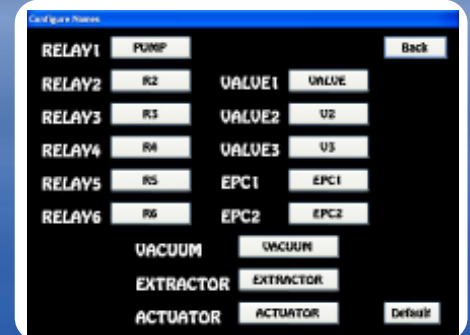 Configure Names
RELAY1 PUMP Back
RELAY2 R2 VALVE1 VALVE
RELAY3 R3 VALVE2 V2
RELAY4 R4 VALVE3 V3
RELAY5 R5 EPC1 EPC1
RELAY6 R6 EPC2 EPC2
VACUUM VACUUM
EXTRACTOR EXTRACTOR
ACTUATOR ACTUATOR Default